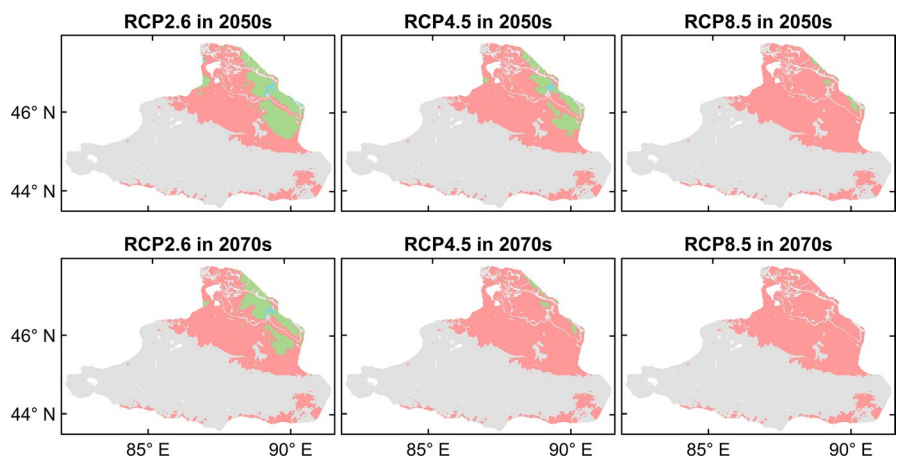 RCP2.6 in 2050s
RCP4.5 in 2050s
RCP8.5 in 2050s
46° N
44° N
RCP2.6 in 2070s
RCP4.5 in 2070s
RCP8.5 in 2070s
46° N
44° N
85° E
90° E
85° E
90° E
85° E
90° E